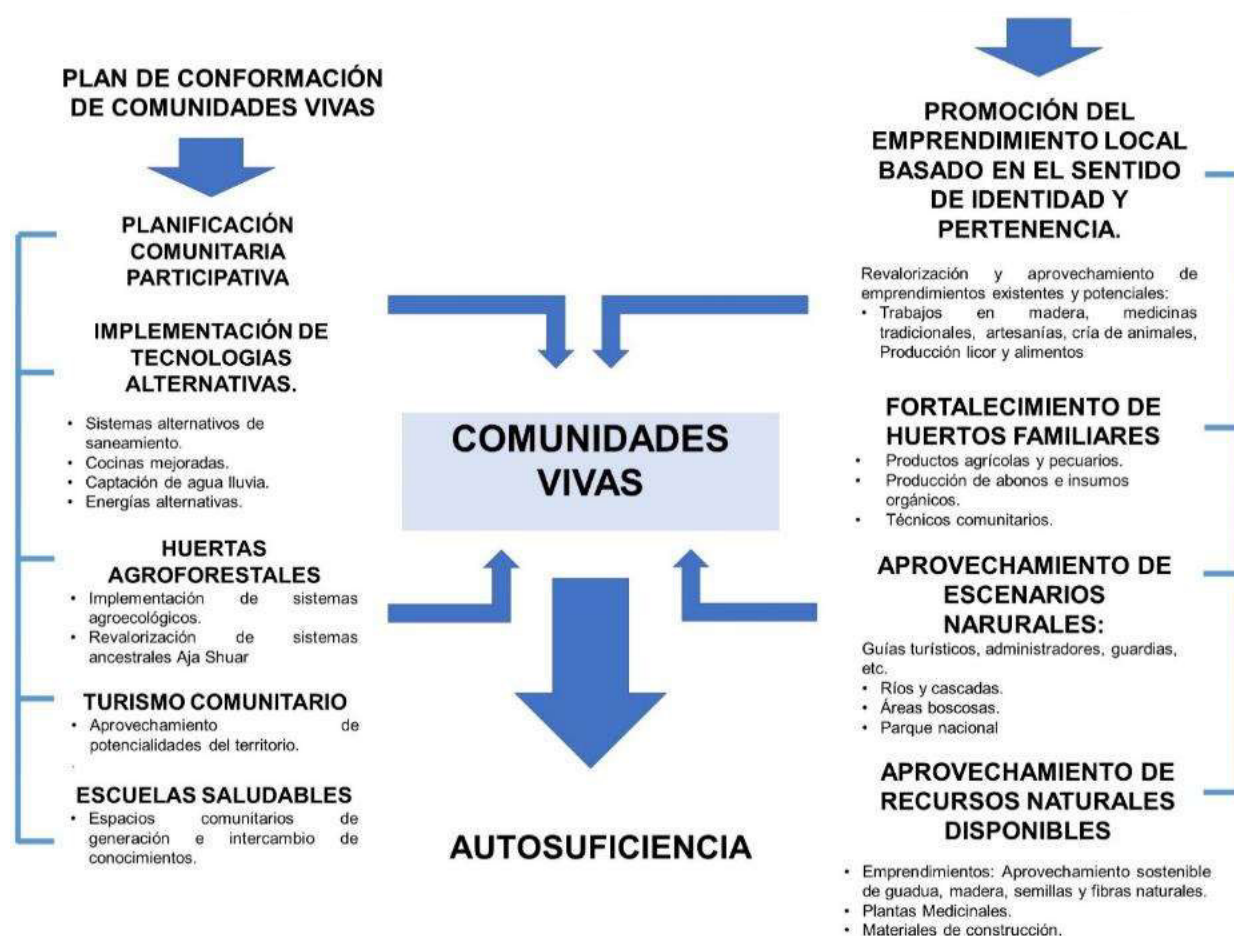 PLAN DE CONFORMACIÓN
DE COMUNIDADES VIVAS
PLANIFICACIÓN
COMUNITARIA
PARTICIPATIVA
IMPLEMENTACIÓN DE
TECNOLOGIAS
ALTERNATIVAS.
• Sistemas alternativos de
saneamiento.
• Cocinas mejoradas.
• Captación de agua lluvia.
• Energías alternativas.
HUERTAS
AGROFORESTALES
• Implementación de sistemas
agroecológicos.
• Revalorización de sistemas
ancestrales Aja Shuar
TURISMO COMUNITARIO
• Aprovechamiento de
potencialidades del territorio.
.
ESCUELAS SALUDABLES
• Espacios comunitarios de
generación e intercambio de
conocimientos.
COMUNIDADES
VIVAS
AUTOSUFICIENCIA
PROMOCIÓN DEL
EMPRENDIMIENTO LOCAL
BASADO EN EL SENTIDO
DE IDENTIDAD Y
PERTENENCIA.
Revalorización y aprovechamiento de
emprendimientos existentes y potenciales:
• Trabajos en madera, medicinas
tradicionales, artesanías, cría de animales,
Producción licor y alimentos
FORTALECIMIENTO DE
HUERTOS FAMILIARES
• Productos agrícolas y pecuarios.
• Producción de abonos e insumos
orgánicos.
• Técnicos comunitarios.
APROVECHAMIENTO DE
ESCENARIOS
NARURALES:
Guías turísticos, administradores, guardias,
etc.
• Ríos y cascadas.
• Áreas boscosas.
• Parque nacional
APROVECHAMIENTO DE
RECURSOS NATURALES
DISPONIBLES
• Emprendimientos: Aprovechamiento sostenible
de guadua, madera, semillas y fibras naturales.
• Plantas Medicinales.
• Materiales de construcción.